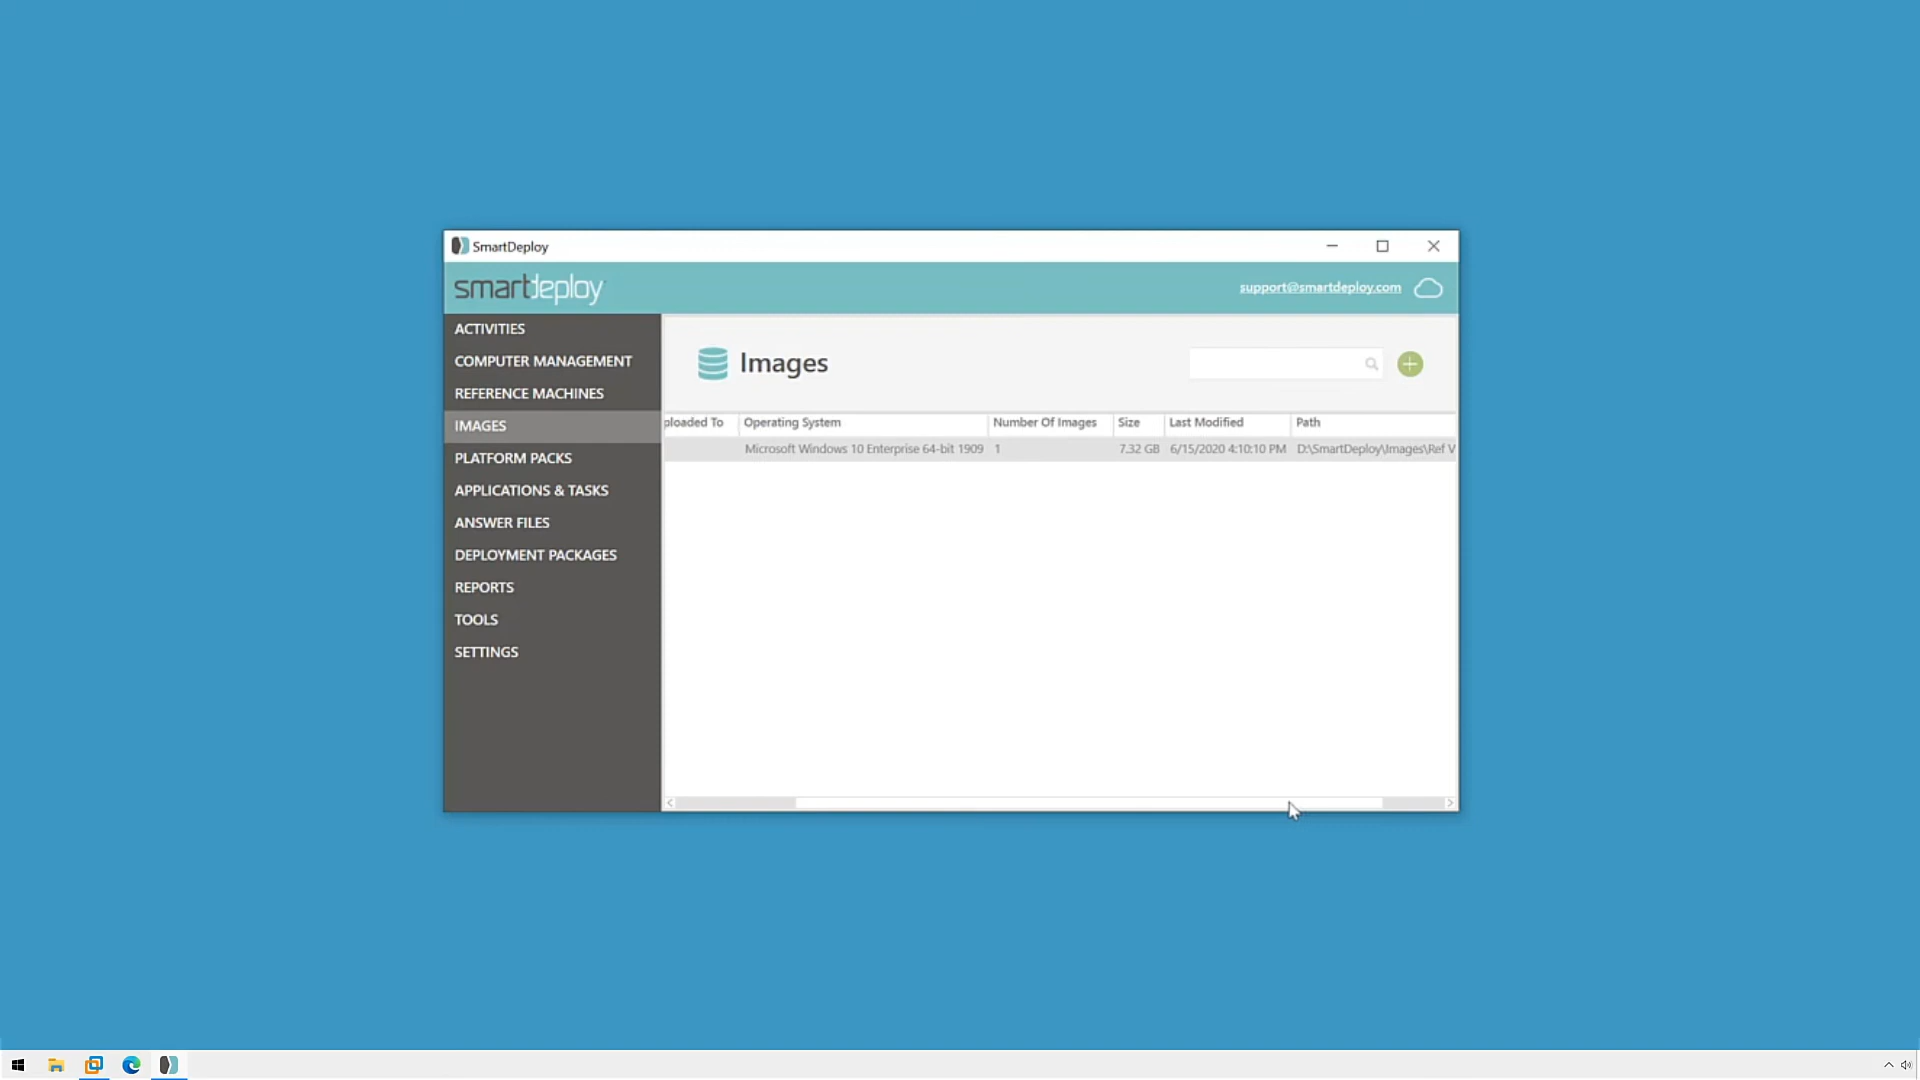 SmartDeploy
smartdeploy
support@smartdeploy.com
ACTIVITIES
COMPUTER MANAGEMENT
REFERENCE MACHINES
IMAGES
PLATFORM PACKS
APPLICATIONS & TASKS
ANSWER FILES
DEPLOYMENT PACKAGES
REPORTS
TOOLS
SETTINGS
Images
ploaded To Operating System Number Of Images Size Last Modified Path
Microsoft Windows 10 Enterprise 64-bit 1909 1 7.32 GB 6/15/2020 4:10:10 PM D:\SmartDeploy\Images\Ref V